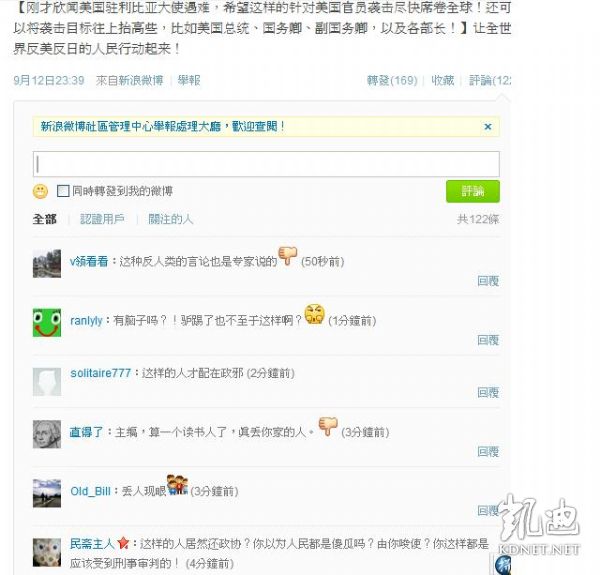 【刚才欣闻美国驻利比亚大使遇难，希望这样的针对美国官员袭击尽快席卷全球！还可
以将袭击目标往上抬高些，比如美国总统、国务卿、副国务卿，以及各部长！】让全世
界反美反日的人民行动起来！
9月12日23:39 來自新浪微博 | 舉報 轉發(169) | 收藏 | 評論(122
新浪微博社區管理中心舉報處理大廳，歡迎查閱！ ×
同時轉發到我的微博 評論
全部 | 認證用戶 | 關注的人 共122條
v領看看：这种反人类的言论也是专家说的 (50秒前)
回覆
ranlyly：有脑子吗？！驴踢了也不至于这样啊？ (1分鐘前)
回覆
solitaire777：这样的人才配在政邪 (2分鐘前)
回覆
直得了：主编，算一个读书人了，真丢你家的人。 (3分鐘前)
回覆
Old_Bill：丢人现眼 (3分鐘前)
回覆
民斋主人：这样的人居然还政协？你以为人民都是傻瓜吗？由你唆使？你这样都是
应该受到刑事审判的！ (4分鐘前)
凯迪
KDNET.NET